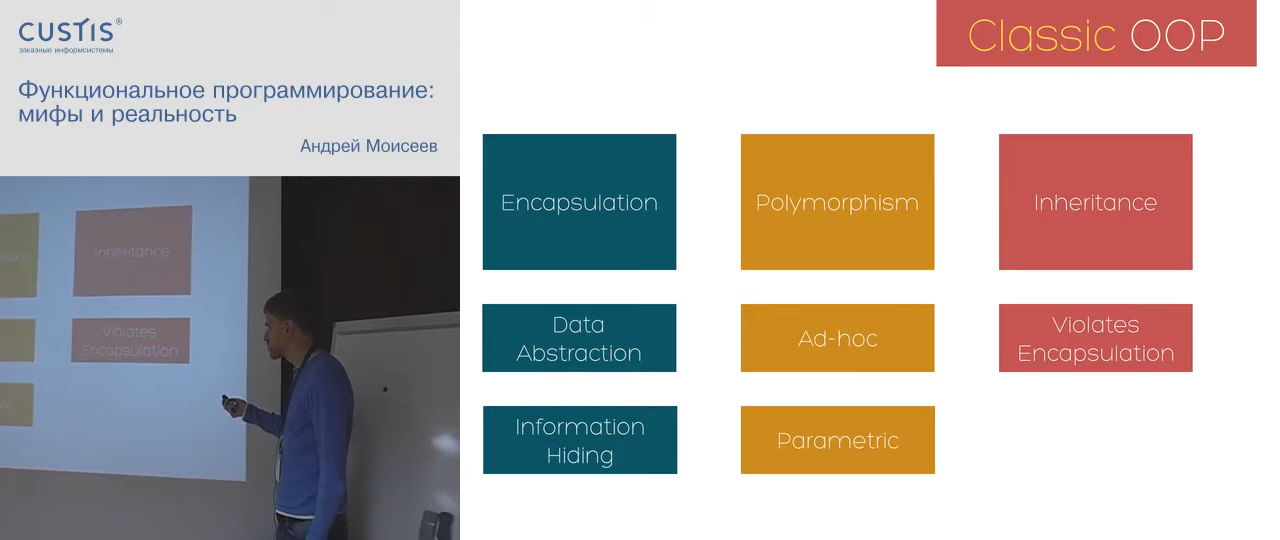 CUSTIS®
заказные информсистемы
Функциональное программирование:
мифы и реальность
Андрей Моисеев
Inheritance
Violates
Encapsulation
Classic OOP
Encapsulation
Polymorphism
Inheritance
Data
Abstraction
Ad-hoc
Violates
Encapsulation
Information
Hiding
Parametric